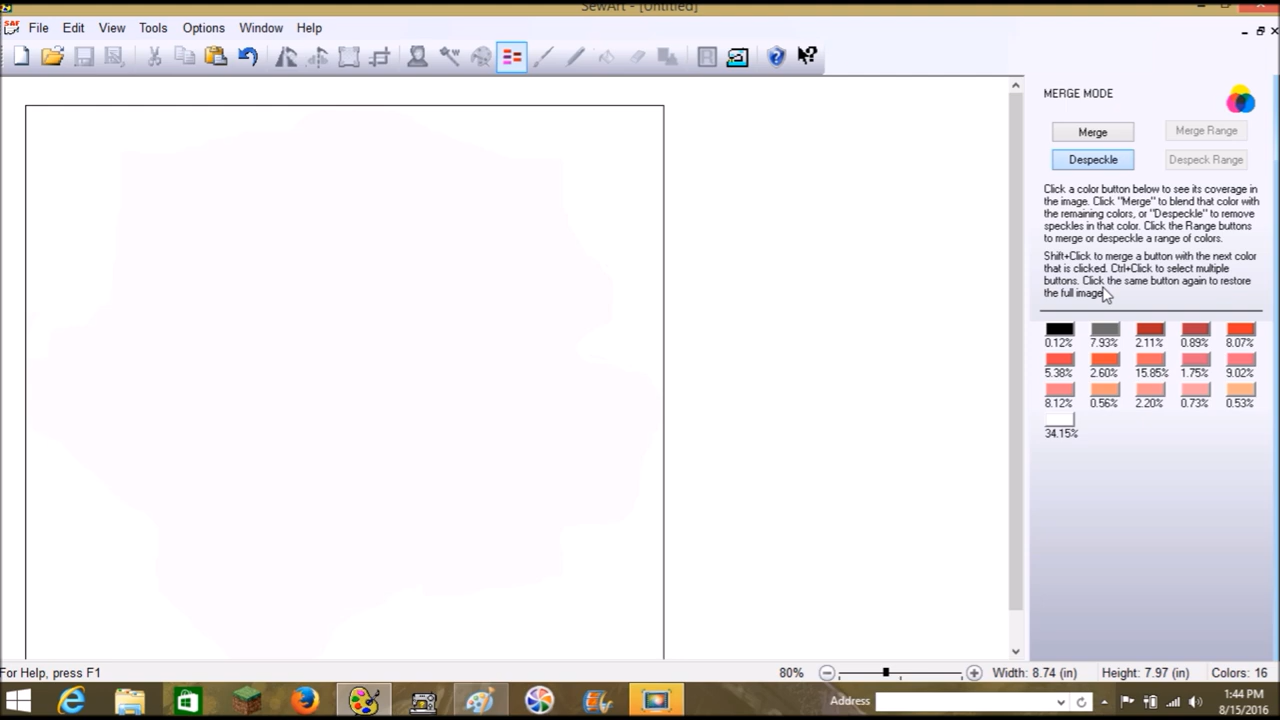 SewArt - [Untitled]
SAF File Edit View Tools Options Window Help
MERGE MODE
Merge Merge Range
Despeckle Despeck Range
Click a color button below to see its coverage in
the image. Click "Merge" to blend that color with
the remaining colors, or "Despeckle" to remove
speckles in that color. Click the Range buttons
to merge or despeckle a range of colors.
Shift+Click to merge a button with the next color
that is clicked. Ctrl+Click to select multiple
buttons. Click the same button again to restore
the full image.
0.12% 7.93% 2.11% 0.89% 8.07%
5.38% 2.60% 15.85% 1.75% 9.02%
8.12% 0.56% 2.20% 0.73% 0.53%
34.15%
For Help, press F1 80% Width: 8.74 (in) Height: 7.97 (in) Colors: 16
Address 1:44 PM
8/15/2016